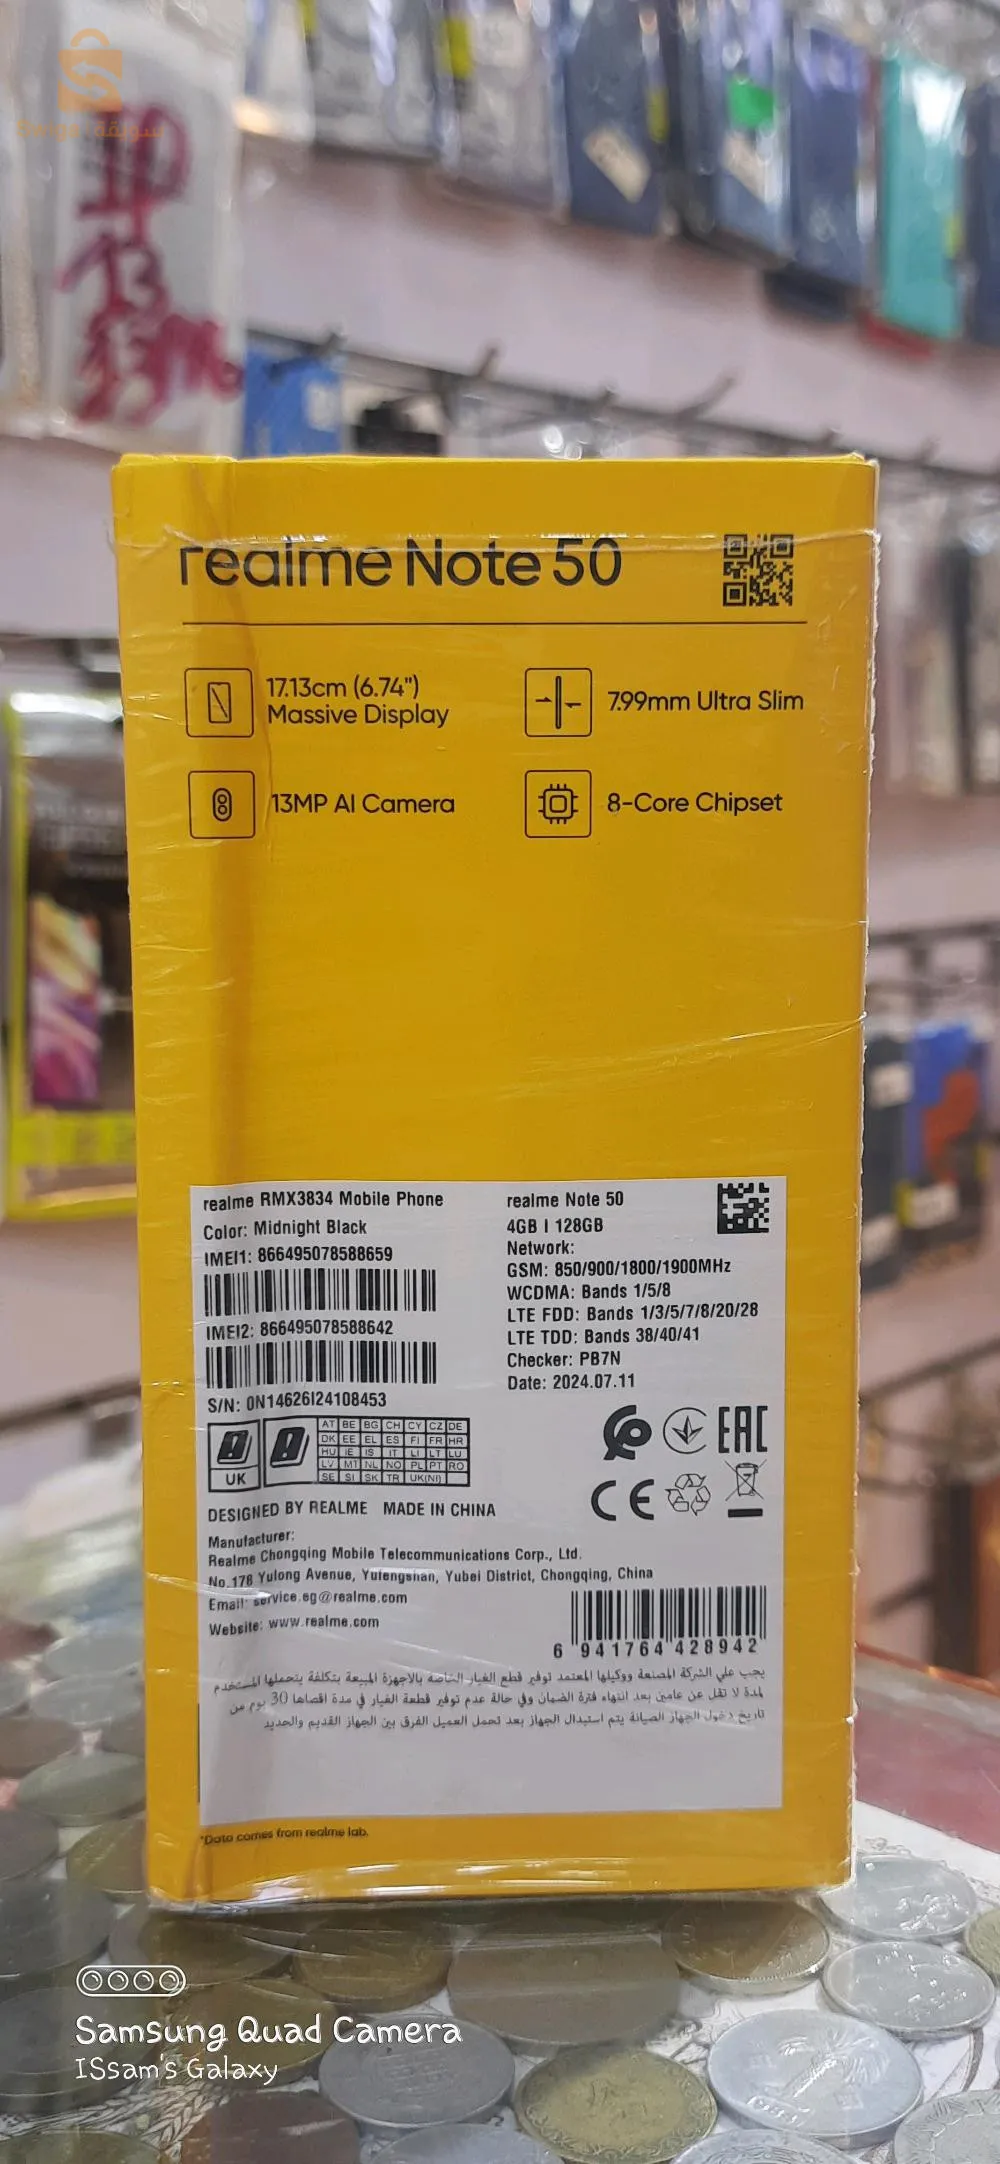 سويقة
realme Note 50
17.13cm (6.74")
Massive Display
7.99mm Ultra Slim
13MP AI Camera
8-Core Chipset
realme RMX3834 Mobile Phone
Color: Midnight Black
IMEI1: 866495078588659
IMEI2: 866495078588642
S/N: 0N14626I24108453
realme Note 50
4GB I 128GB
Network:
GSM: 850/900/1800/1900MHz
WCDMA: Bands 1/5/8
LTE FDD: Bands 1/3/5/7/8/20/28
LTE TDD: Bands 38/40/41
Checker: PB7N
Date: 2024.07.11
UK
AT BE BG CH CY CZ DE
DK EE EL ES FI FR HR
HU IE IS IT LI LT LU
LV MT NL NO PL PT RO
SE SI SK TR UK(NI)
EAC
CE
DESIGNED BY REALME MADE IN CHINA
Manufacturer:
Realme Chongqing Mobile Telecommunications Corp., Ltd.
No.178 Yulong Avenue, Yufengshan, Yubei District, Chongqing, China
Email: service.eg@realme.com
Website: www.realme.com
6 941764 428942
يجب علي الشركة المصنعة ووكيلها المعتمد توفير قطع الغيار الخاصة بالاجهزة المبيعة بتكلفة يتحملها المستخدم
لمدة لا تقل عن عامين بعد انتهاء فترة الضمان وفي حالة عدم توفير قطعة الغيار في مدة اقصاها 30 يوم من
تاريخ دخول الجهاز الصيانة يتم استبدال الجهاز بعد تحمل العميل الفرق بين الجهاز القديم والحديد
*Data comes from realme lab.
Samsung Quad Camera
ISsam's Galaxy